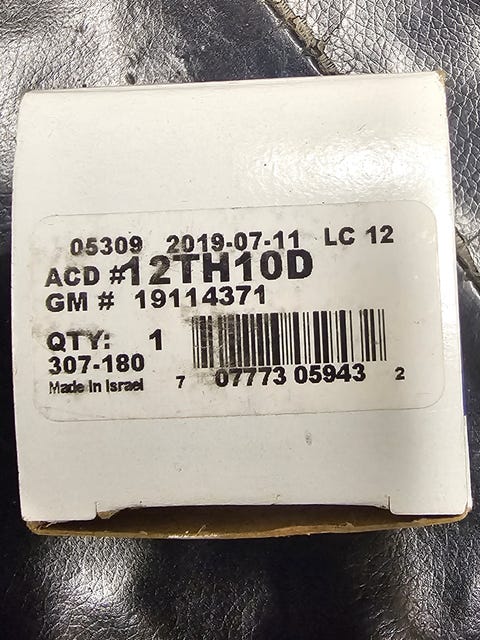 05309 2019-07-11 LC 12
ACD #12TH10D
GM # 19114371
QTY: 1
307-180
Made in Israel
7 07773 05943 2